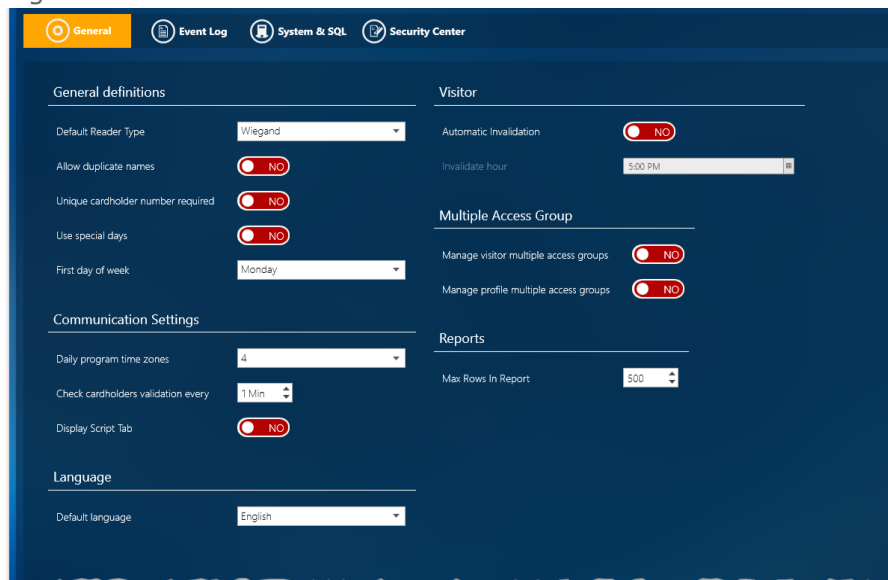 General
Event Log
System & SQL
Security Center
General definitions
Default Reader Type
Wiegand
Allow duplicate names
NO
Unique cardholder number required
NO
Use special days
NO
First day of week
Monday
Communication Settings
Daily program time zones
4
Check cardholders validation every
1 Min
Display Script Tab
NO
Language
Default language
English
Visitor
Automatic Invalidation
NO
Invalidate hour
5:00 PM
Multiple Access Group
Manage visitor multiple access groups
NO
Manage profile multiple access groups
NO
Reports
Max Rows In Report
500